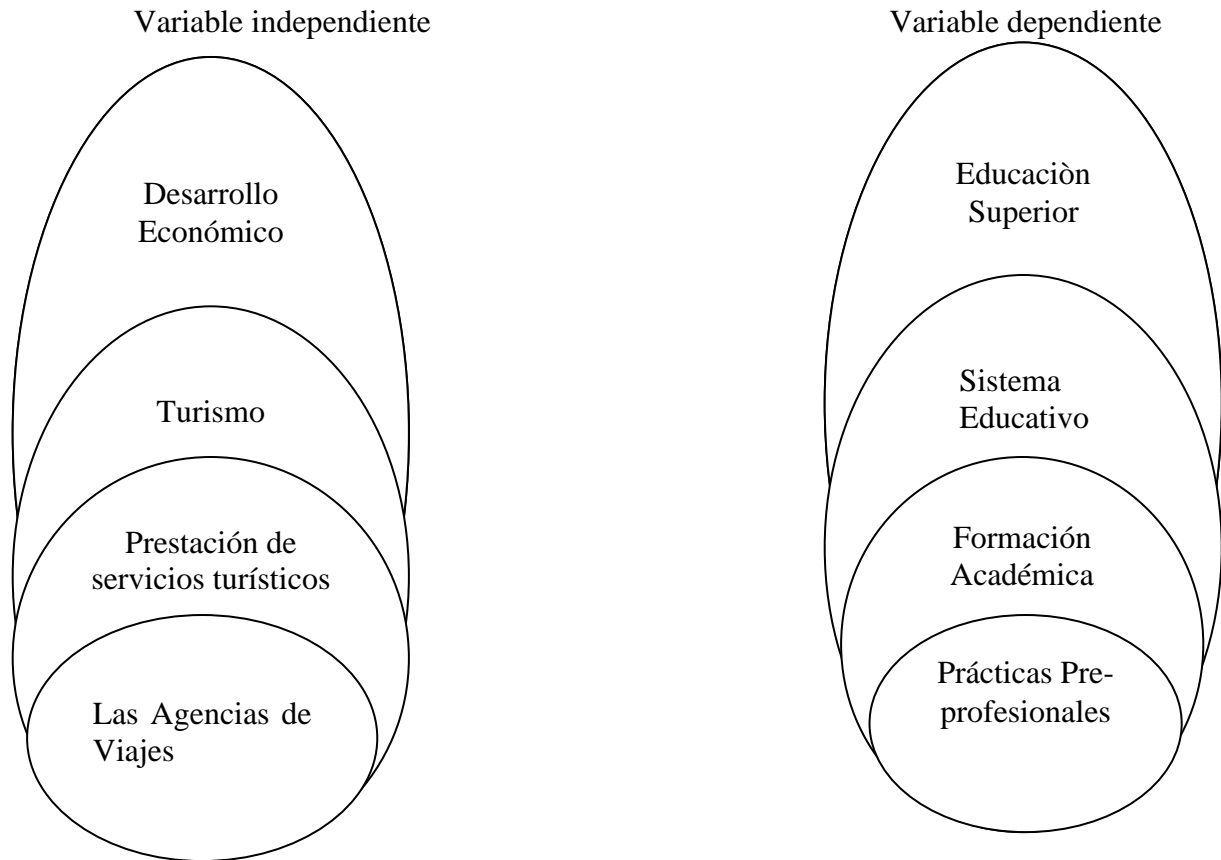 Variable independiente
Desarrollo
Económico
Turismo
Prestación de
servicios turísticos
Las Agencias de
Viajes
Variable dependiente
Educaciòn
Superior
Sistema
Educativo
Formación
Académica
Prácticas Pre-
profesionales